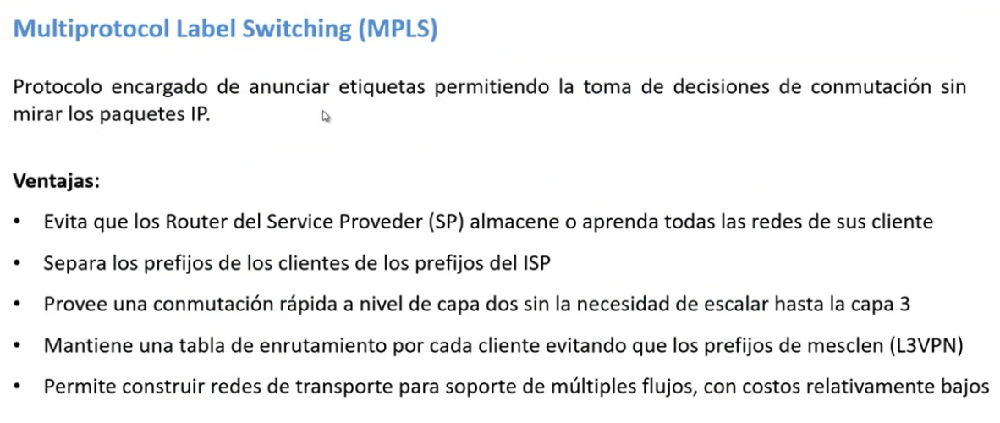 Multiprotocol Label Switching (MPLS)
Protocolo encargado de anunciar etiquetas permitiendo la toma de decisiones de conmutación sin
mirar los paquetes IP.
Ventajas:
• Evita que los Router del Service Proveder (SP) almacene o aprenda todas las redes de sus cliente
• Separa los prefijos de los clientes de los prefijos del ISP
• Provee una conmutación rápida a nivel de capa dos sin la necesidad de escalar hasta la capa 3
• Mantiene una tabla de enrutamiento por cada cliente evitando que los prefijos de mesclen (L3VPN)
• Permite construir redes de transporte para soporte de múltiples flujos, con costos relativamente bajos